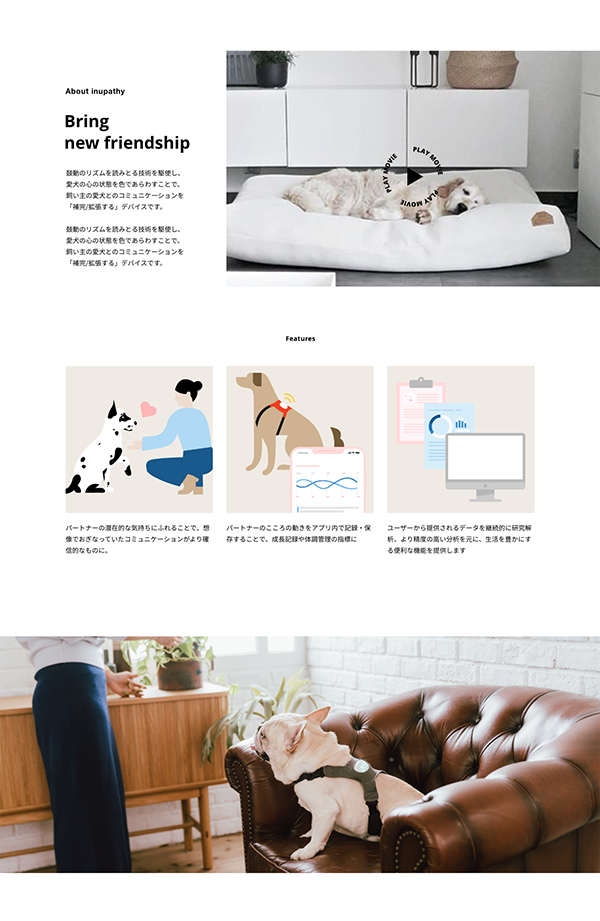 About inupathy
Bring
new friendship
鼓動のリズムを読みとる技術を駆使し、
愛犬の心の状態を色であらわすことで、
飼い主の愛犬とのコミュニケーションを
「補完/拡張する」デバイスです。
鼓動のリズムを読みとる技術を駆使し、
愛犬の心の状態を色であらわすことで、
飼い主の愛犬とのコミュニケーションを
「補完/拡張する」デバイスです。
PLAY MOVIE
PLAY MOVIE
PLAY MOVIE
Features
パートナーの潜在的な気持ちにふれることで、想
像でおぎなっていたコミュニケーションがより確
信的なものに。
パートナーのこころの動きをアプリ内で記録・保
存することで、成長記録や体調管理の指標に
ユーザーから提供されるデータを継続的に研究解
析。より精度の高い分析を元に、生活を豊かにす
る便利な機能を提供します